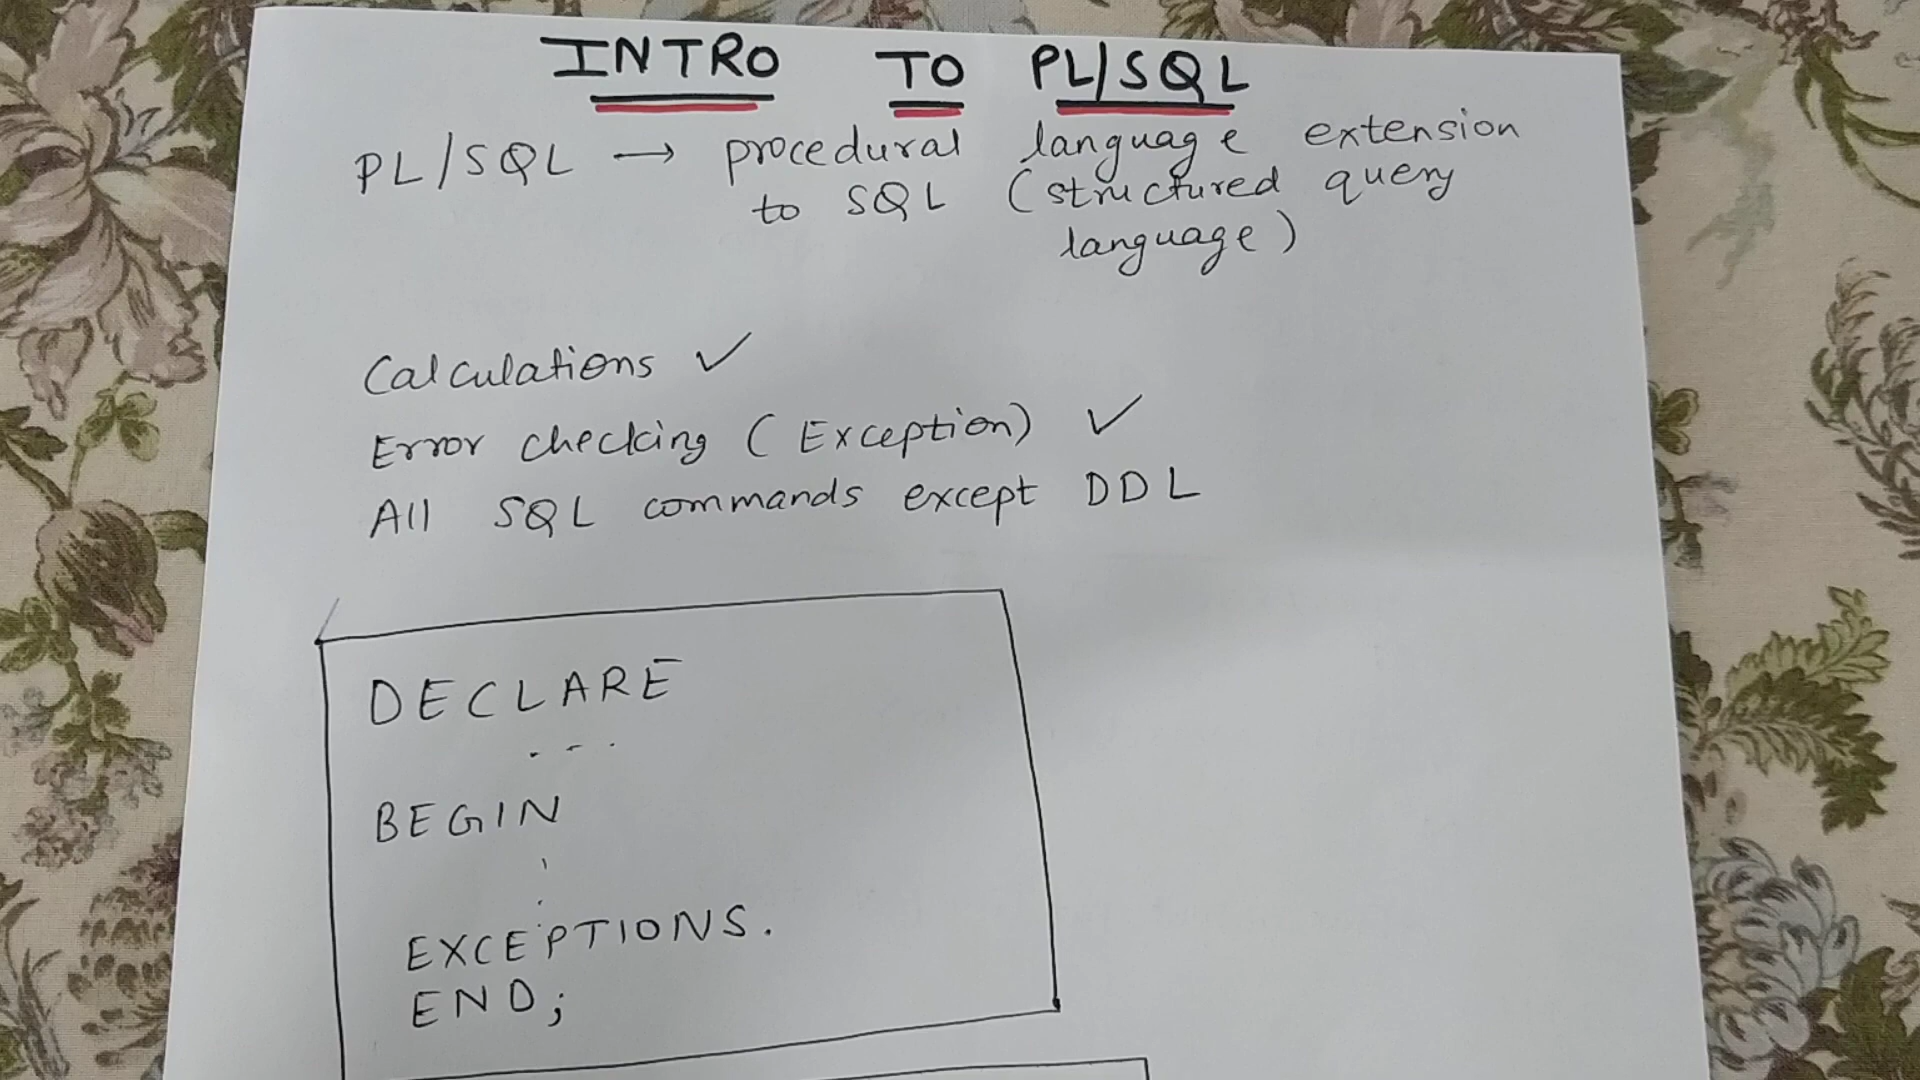 INTRO TO PL/SQL
PL/SQL → procedural language extension
to SQL (structured query
language)
Calculations ✓
Error checking (Exception) ✓
All SQL commands except DDL
DECLARE
...
BEGIN
⋮
EXCEPTIONS.
END;